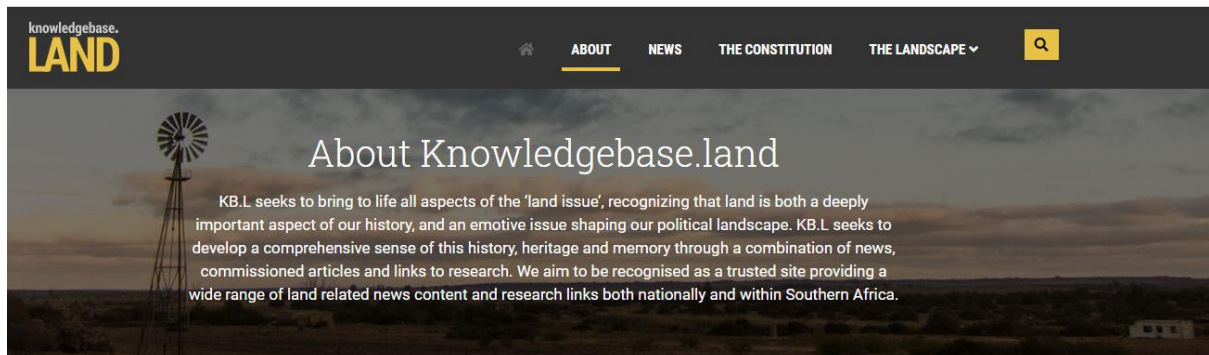 knowledgebase.
LAND
ABOUT NEWS THE CONSTITUTION THE LANDSCAPE
About Knowledgebase.land
KB.L seeks to bring to life all aspects of the 'land issue', recognizing that land is both a deeply
important aspect of our history, and an emotive issue shaping our political landscape. KB.L seeks to
develop a comprehensive sense of this history, heritage and memory through a combination of news,
commissioned articles and links to research. We aim to be recognised as a trusted site providing a
wide range of land related news content and research links both nationally and within Southern Africa.